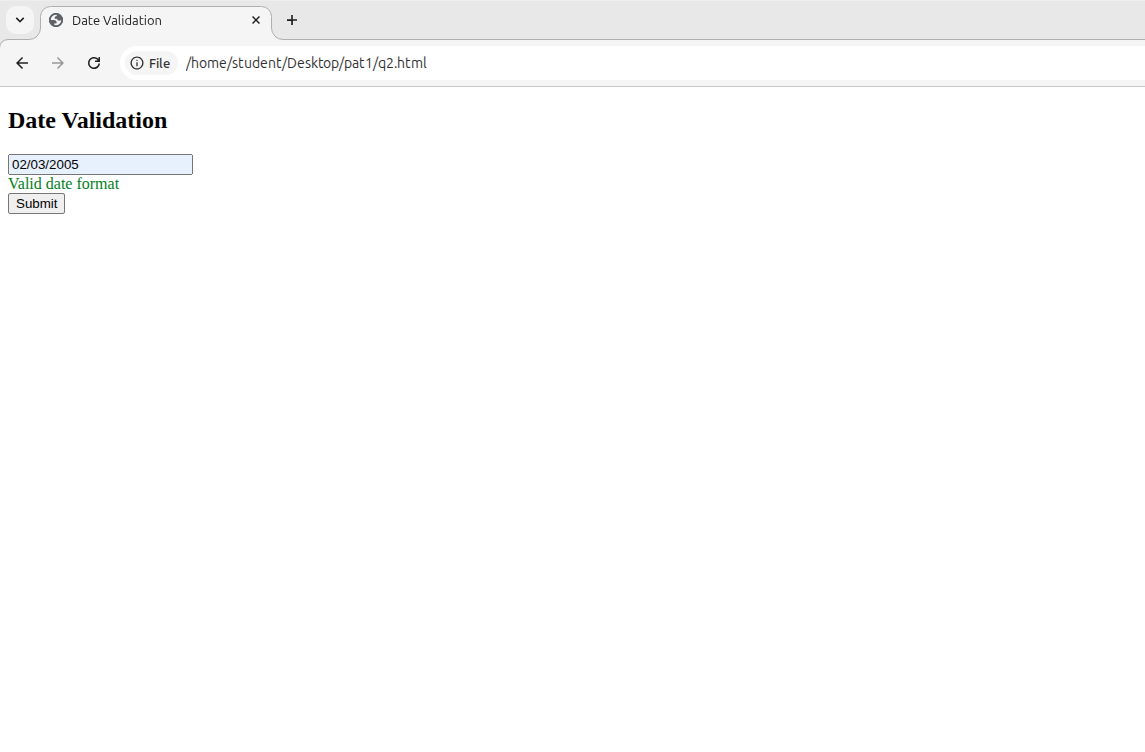 Date Validation
File /home/student/Desktop/pat1/q2.html
Date Validation
02/03/2005
Valid date format
Submit